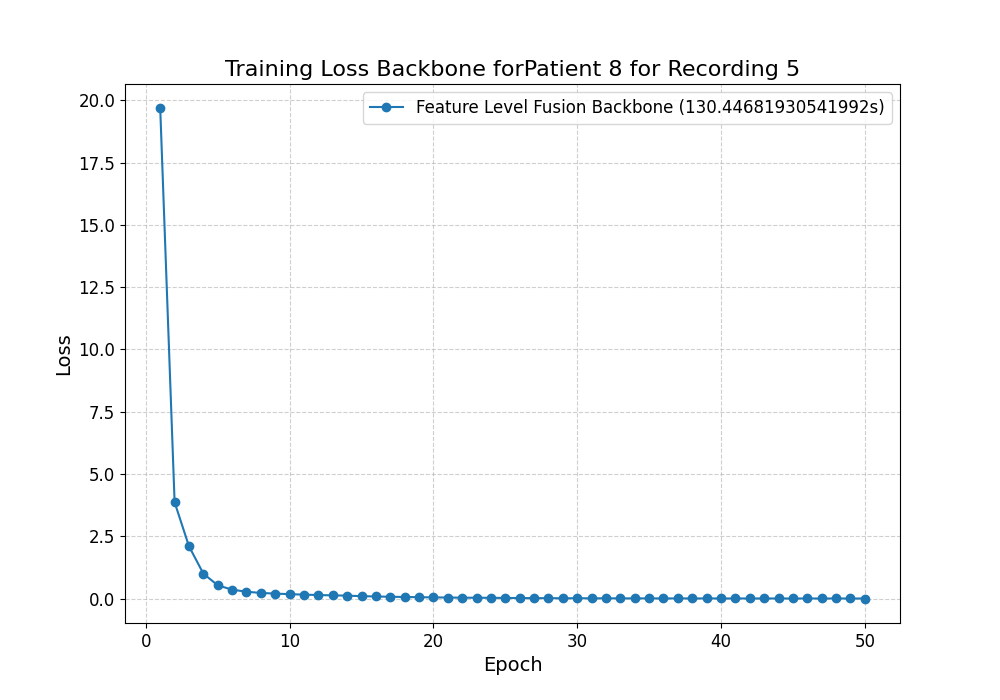 Training Loss Backbone forPatient 8 for Recording 5
Feature Level Fusion Backbone (130.44681930541992s)
Loss
20.0
17.5
15.0
12.5
10.0
7.5
5.0
2.5
0.0
0 10 20 30 40 50
Epoch